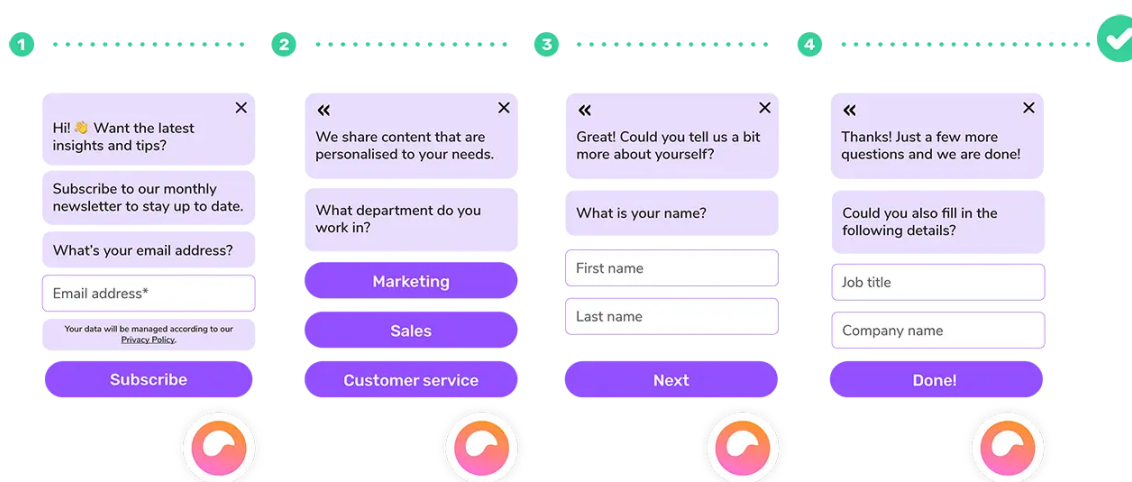 1
2
3
4
Hi! 👋 Want the latest
insights and tips?
Subscribe to our monthly
newsletter to stay up to date.
What's your email address?
Email address*
Your data will be managed according to our
Privacy Policy.
Subscribe
We share content that are
personalised to your needs.
What department do you
work in?
Marketing
Sales
Customer service
Great! Could you tell us a bit
more about yourself?
What is your name?
First name
Last name
Next
Thanks! Just a few more
questions and we are done!
Could you also fill in the
following details?
Job title
Company name
Done!